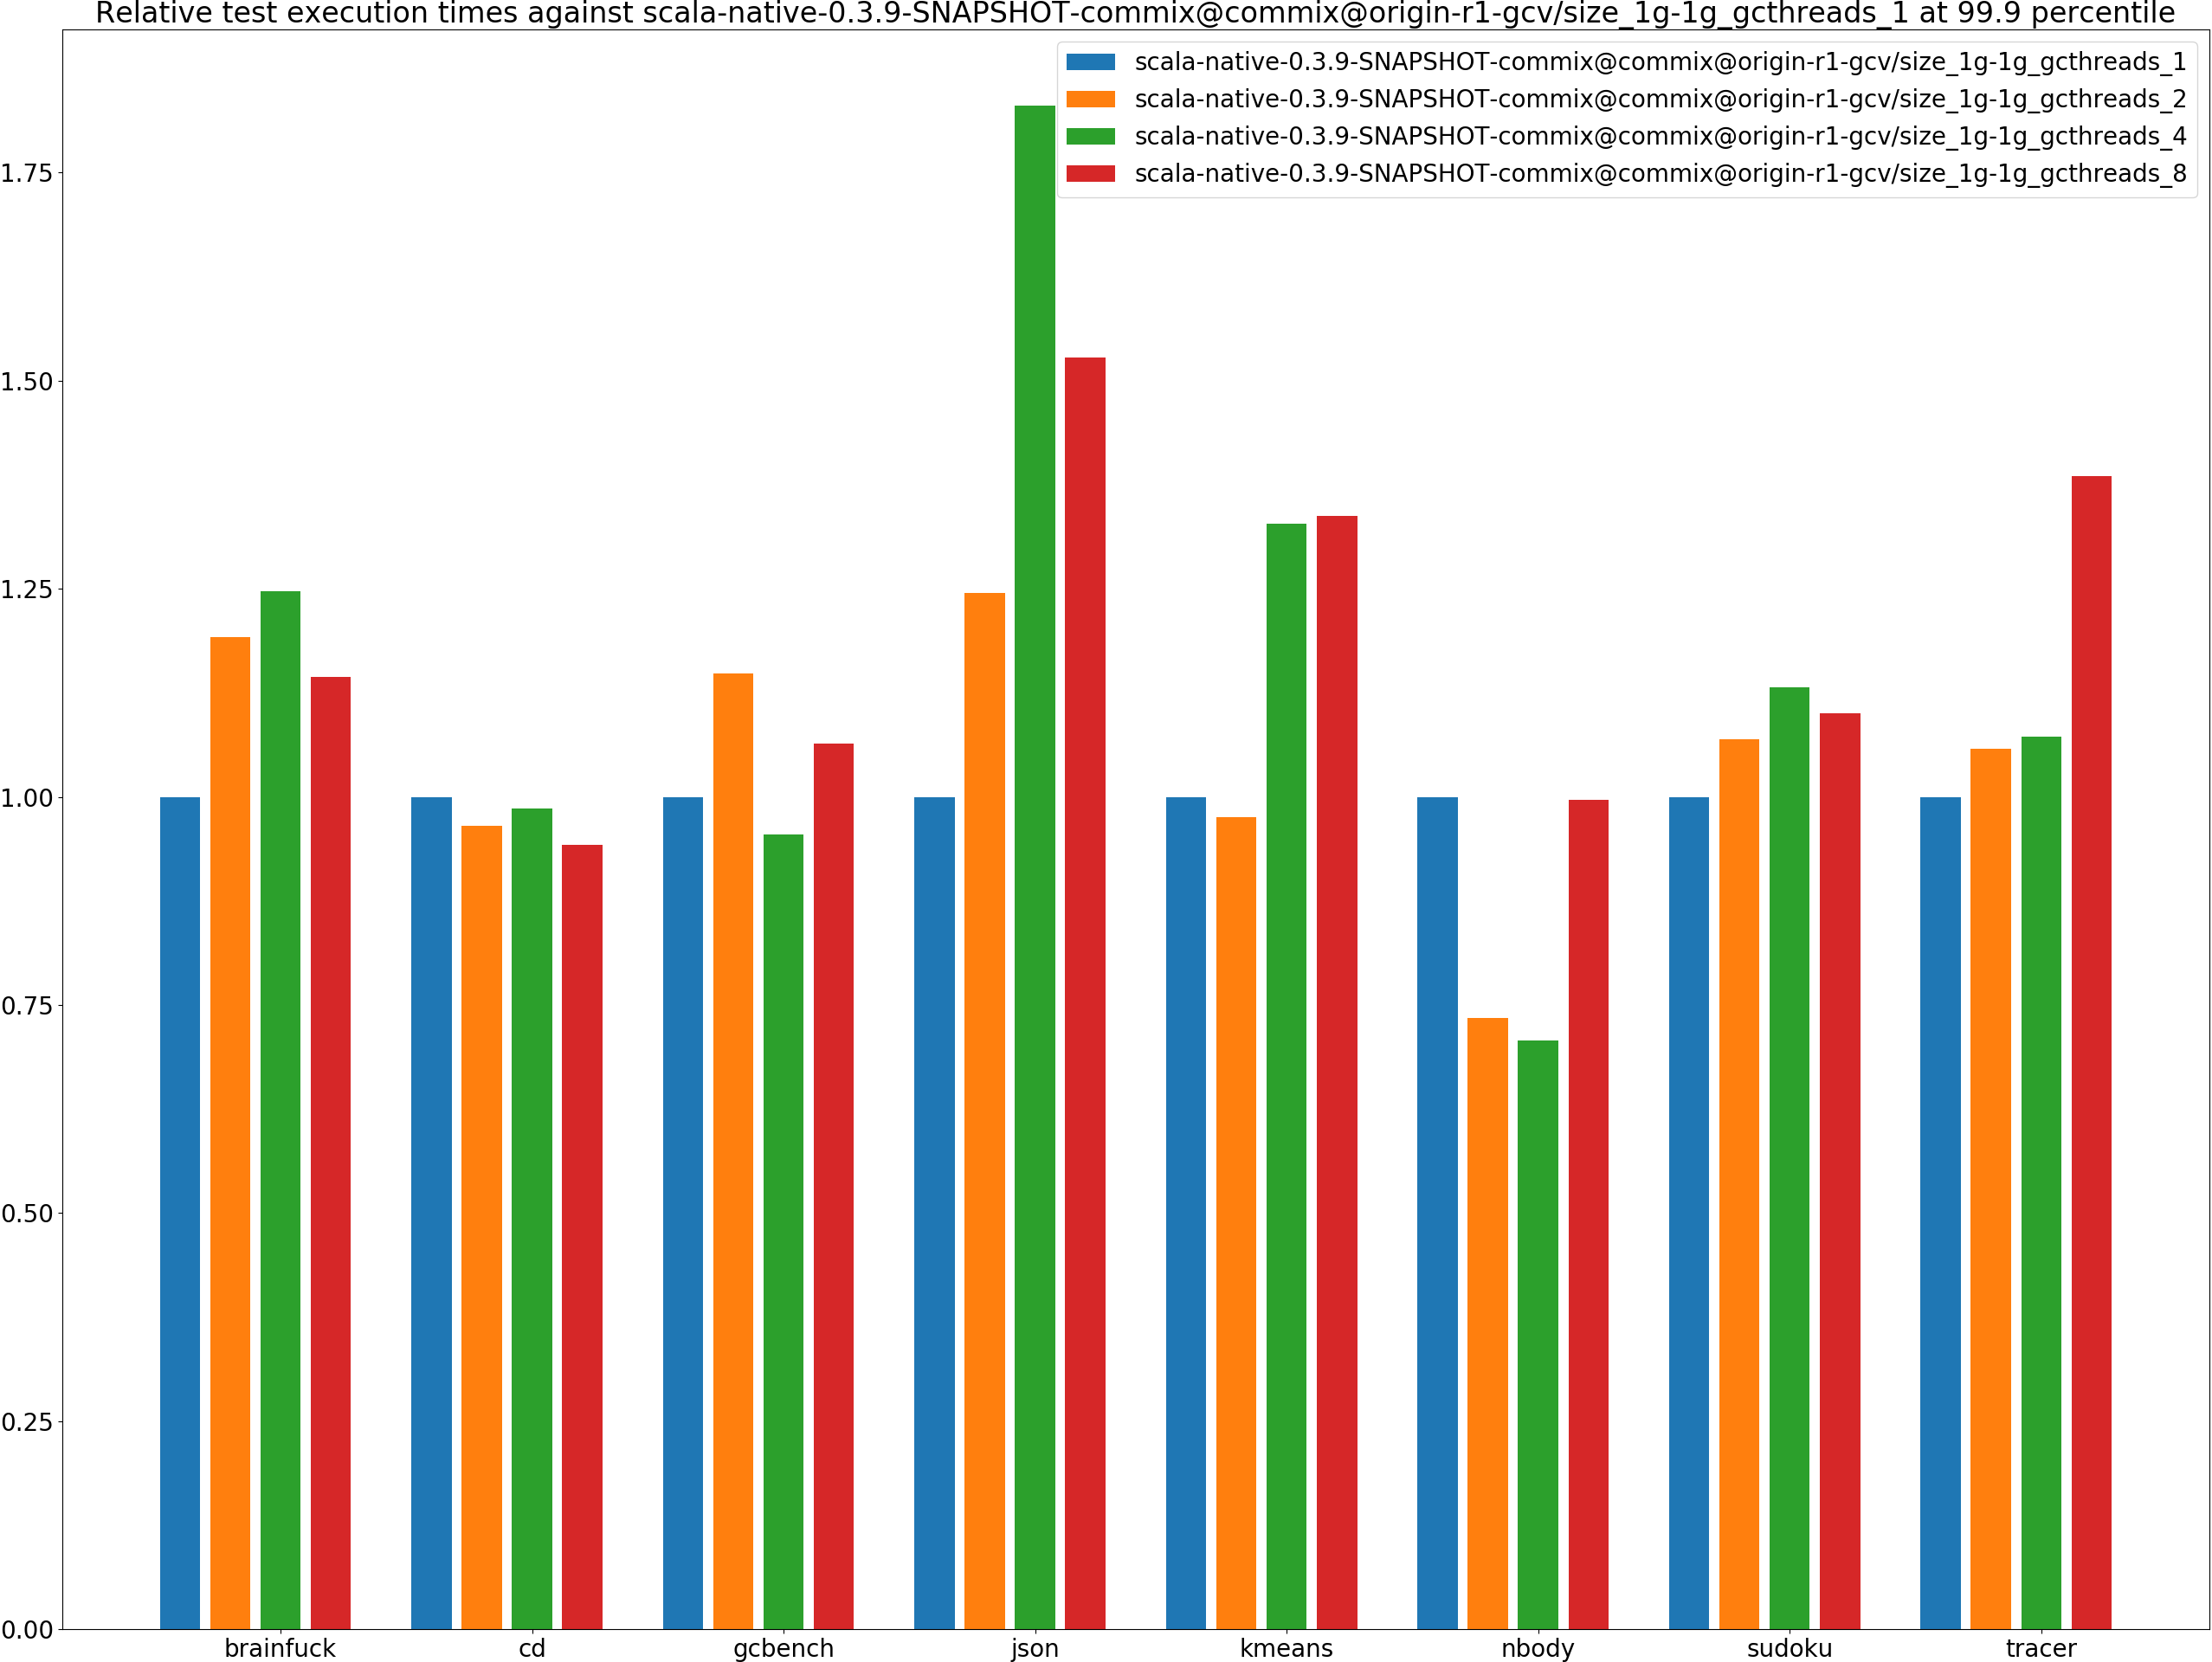 Relative test execution times against scala-native-0.3.9-SNAPSHOT-commix@commix@origin-r1-gcv/size_1g-1g_gcthreads_1 at 99.9 percentile
scala-native-0.3.9-SNAPSHOT-commix@commix@origin-r1-gcv/size_1g-1g_gcthreads_1
scala-native-0.3.9-SNAPSHOT-commix@commix@origin-r1-gcv/size_1g-1g_gcthreads_2
scala-native-0.3.9-SNAPSHOT-commix@commix@origin-r1-gcv/size_1g-1g_gcthreads_4
scala-native-0.3.9-SNAPSHOT-commix@commix@origin-r1-gcv/size_1g-1g_gcthreads_8
1.75
1.50
1.25
1.00
0.75
0.50
0.25
0.00
brainfuck cd gcbench json kmeans nbody sudoku tracer